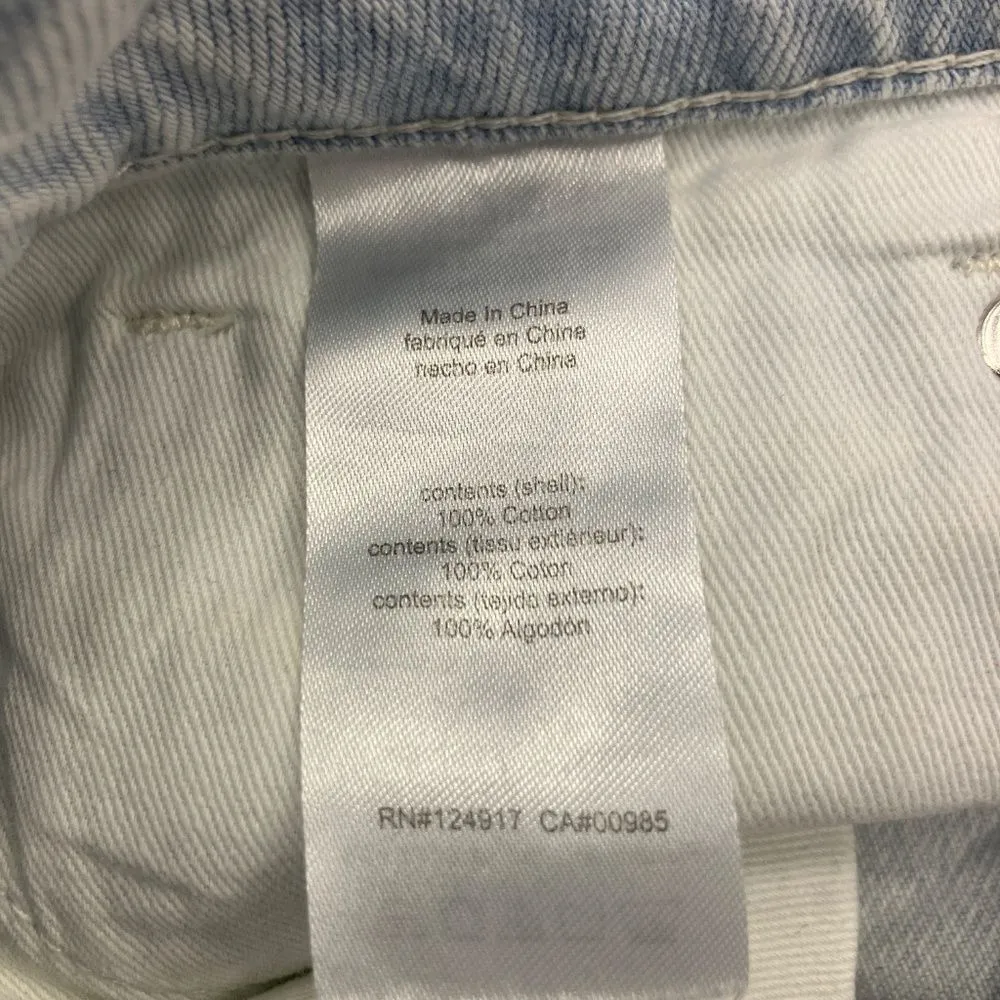 Made In China
fabriqué en Chine
hecho en China
contents (shell):
100% Cotton
contents (tissu extérieur):
100% Coton
contents (tejido externo):
100% Algodón
RN#124917 CA#00985